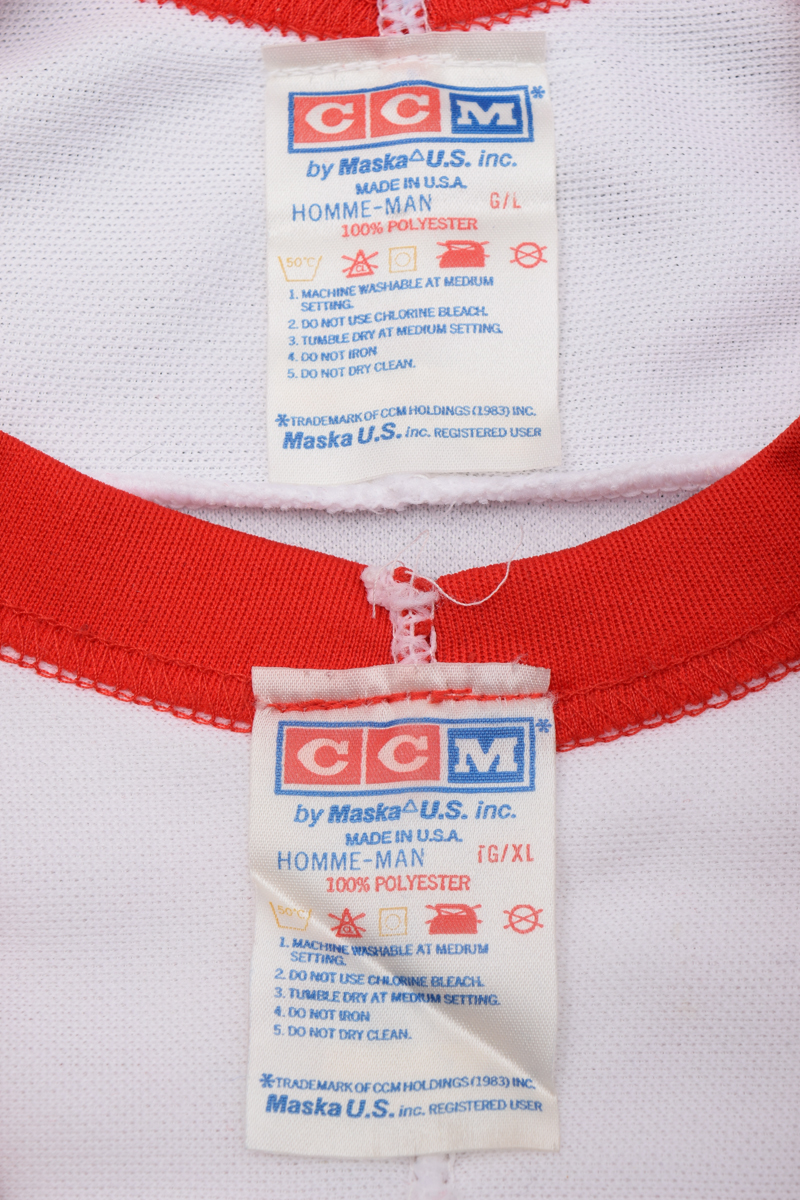 CCM*
by Maska U.S. inc.
MADE IN U.S.A.
HOMME-MAN G/L
100% POLYESTER
50°C a
1. MACHINE WASHABLE AT MEDIUM
SETTING.
2. DO NOT USE CHLORINE BLEACH.
3. TUMBLE DRY AT MEDIUM SETTING.
4. DO NOT IRON
5. DO NOT DRY CLEAN.
*TRADEMARK OF CCM HOLDINGS (1983) INC.
Maska U.S. inc. REGISTERED USER
CCM*
by Maska U.S. inc.
MADE IN U.S.A.
HOMME-MAN TG/XL
100% POLYESTER
50°C a
1. MACHINE WASHABLE AT MEDIUM
SETTING.
2. DO NOT USE CHLORINE BLEACH.
3. TUMBLE DRY AT MEDIUM SETTING.
4. DO NOT IRON
5. DO NOT DRY CLEAN.
*TRADEMARK OF CCM HOLDINGS (1983) INC.
Maska U.S. inc. REGISTERED USER